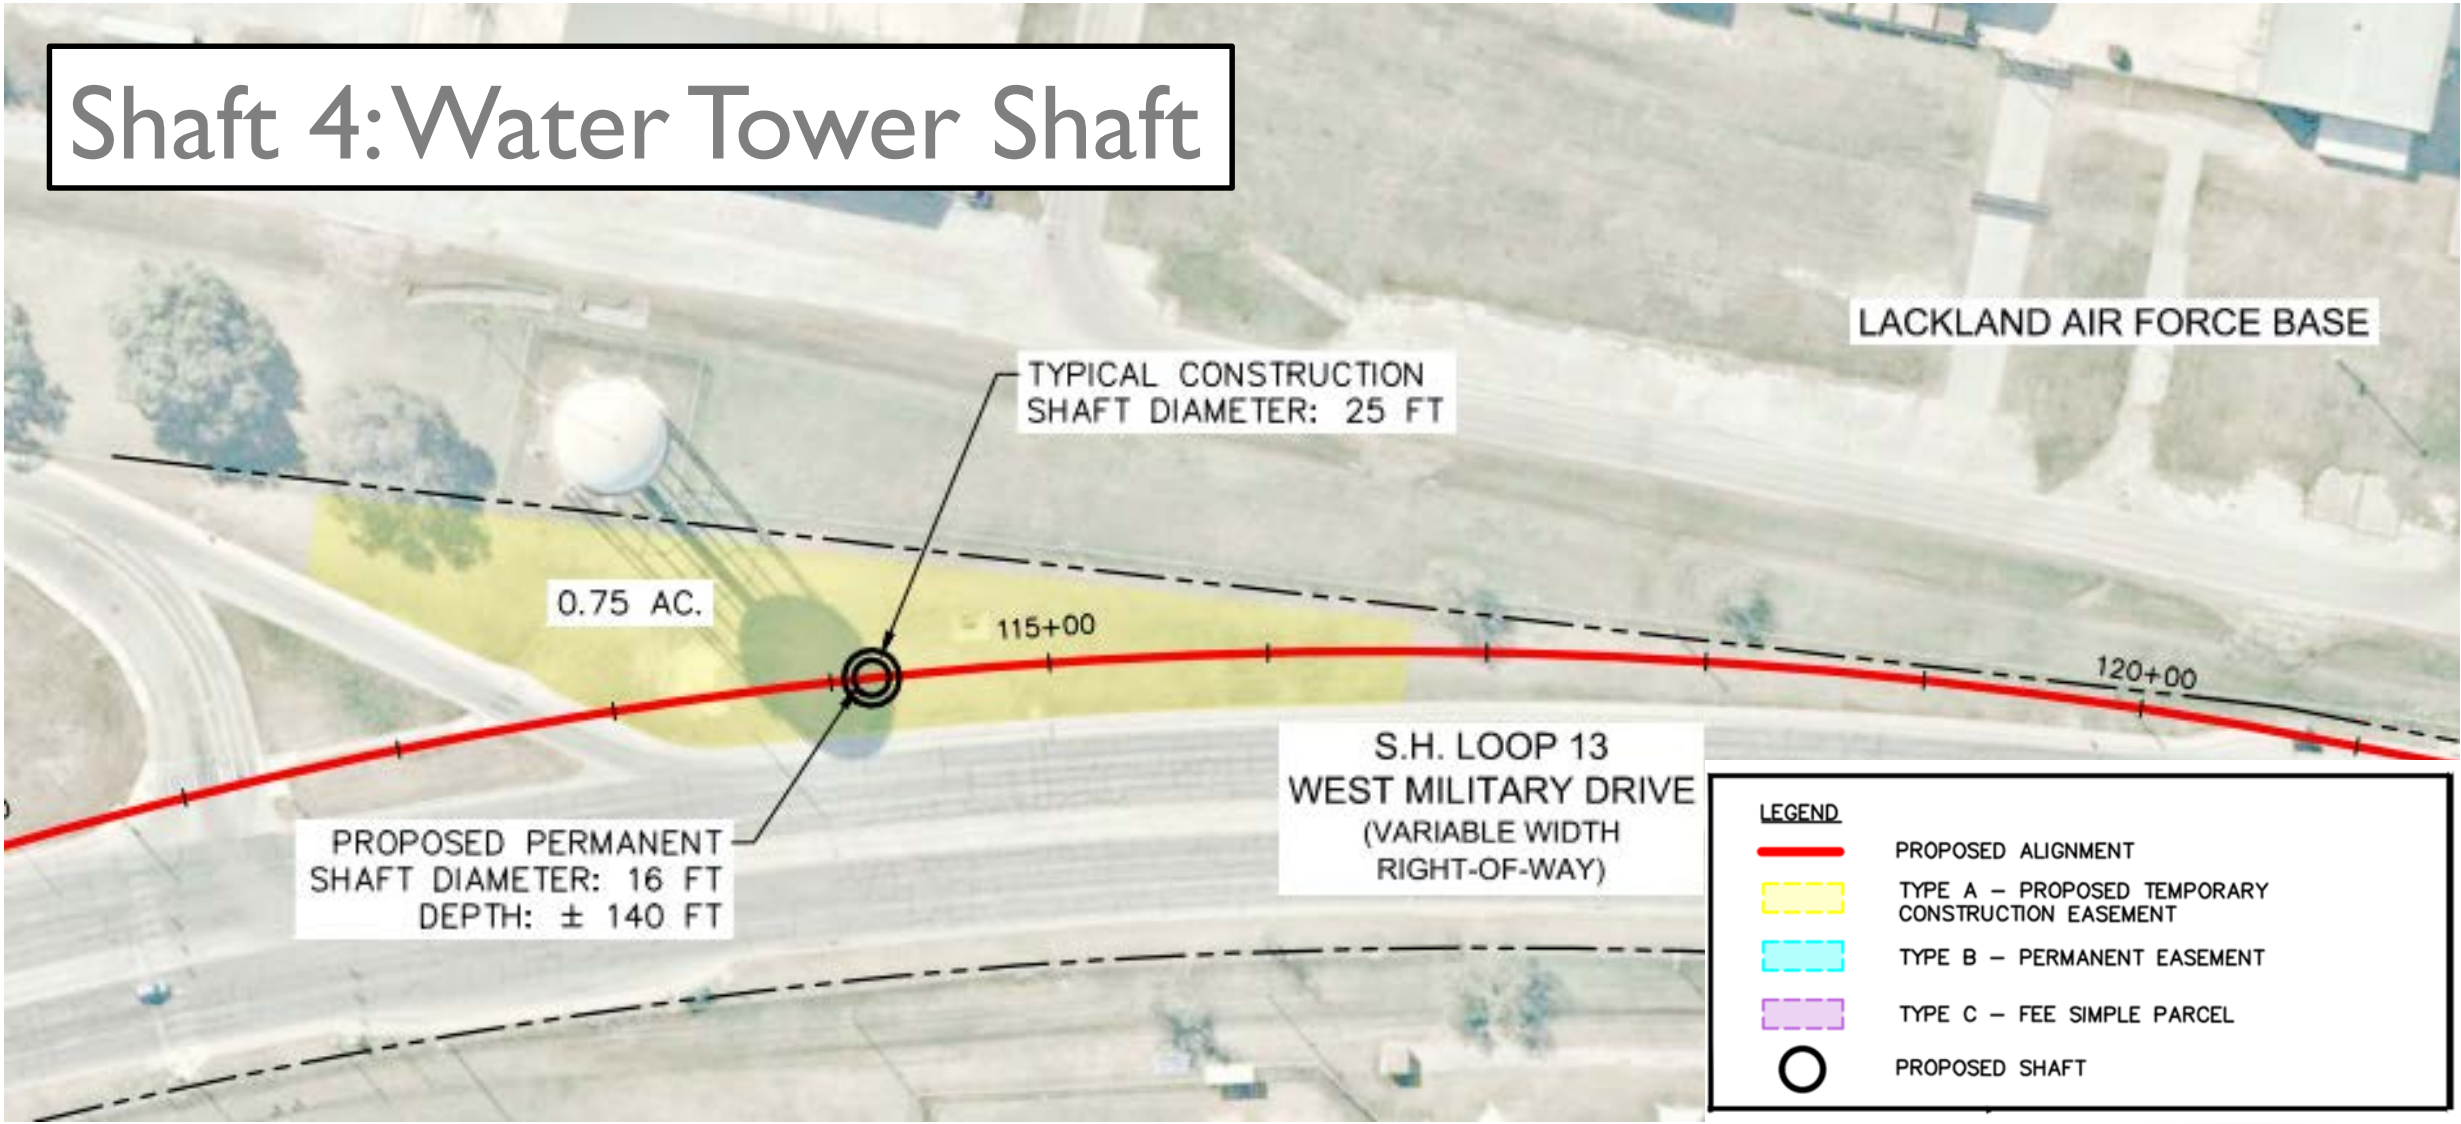 Shaft 4: Water Tower Shaft
LACKLAND AIR FORCE BASE
TYPICAL CONSTRUCTION
SHAFT DIAMETER: 25 FT
0.75 AC.
115+00
120+00
S.H. LOOP 13
WEST MILITARY DRIVE
(VARIABLE WIDTH
RIGHT-OF-WAY)
PROPOSED PERMANENT
SHAFT DIAMETER: 16 FT
DEPTH: ± 140 FT
LEGEND
PROPOSED ALIGNMENT
TYPE A – PROPOSED TEMPORARY
CONSTRUCTION EASEMENT
TYPE B – PERMANENT EASEMENT
TYPE C – FEE SIMPLE PARCEL
PROPOSED SHAFT